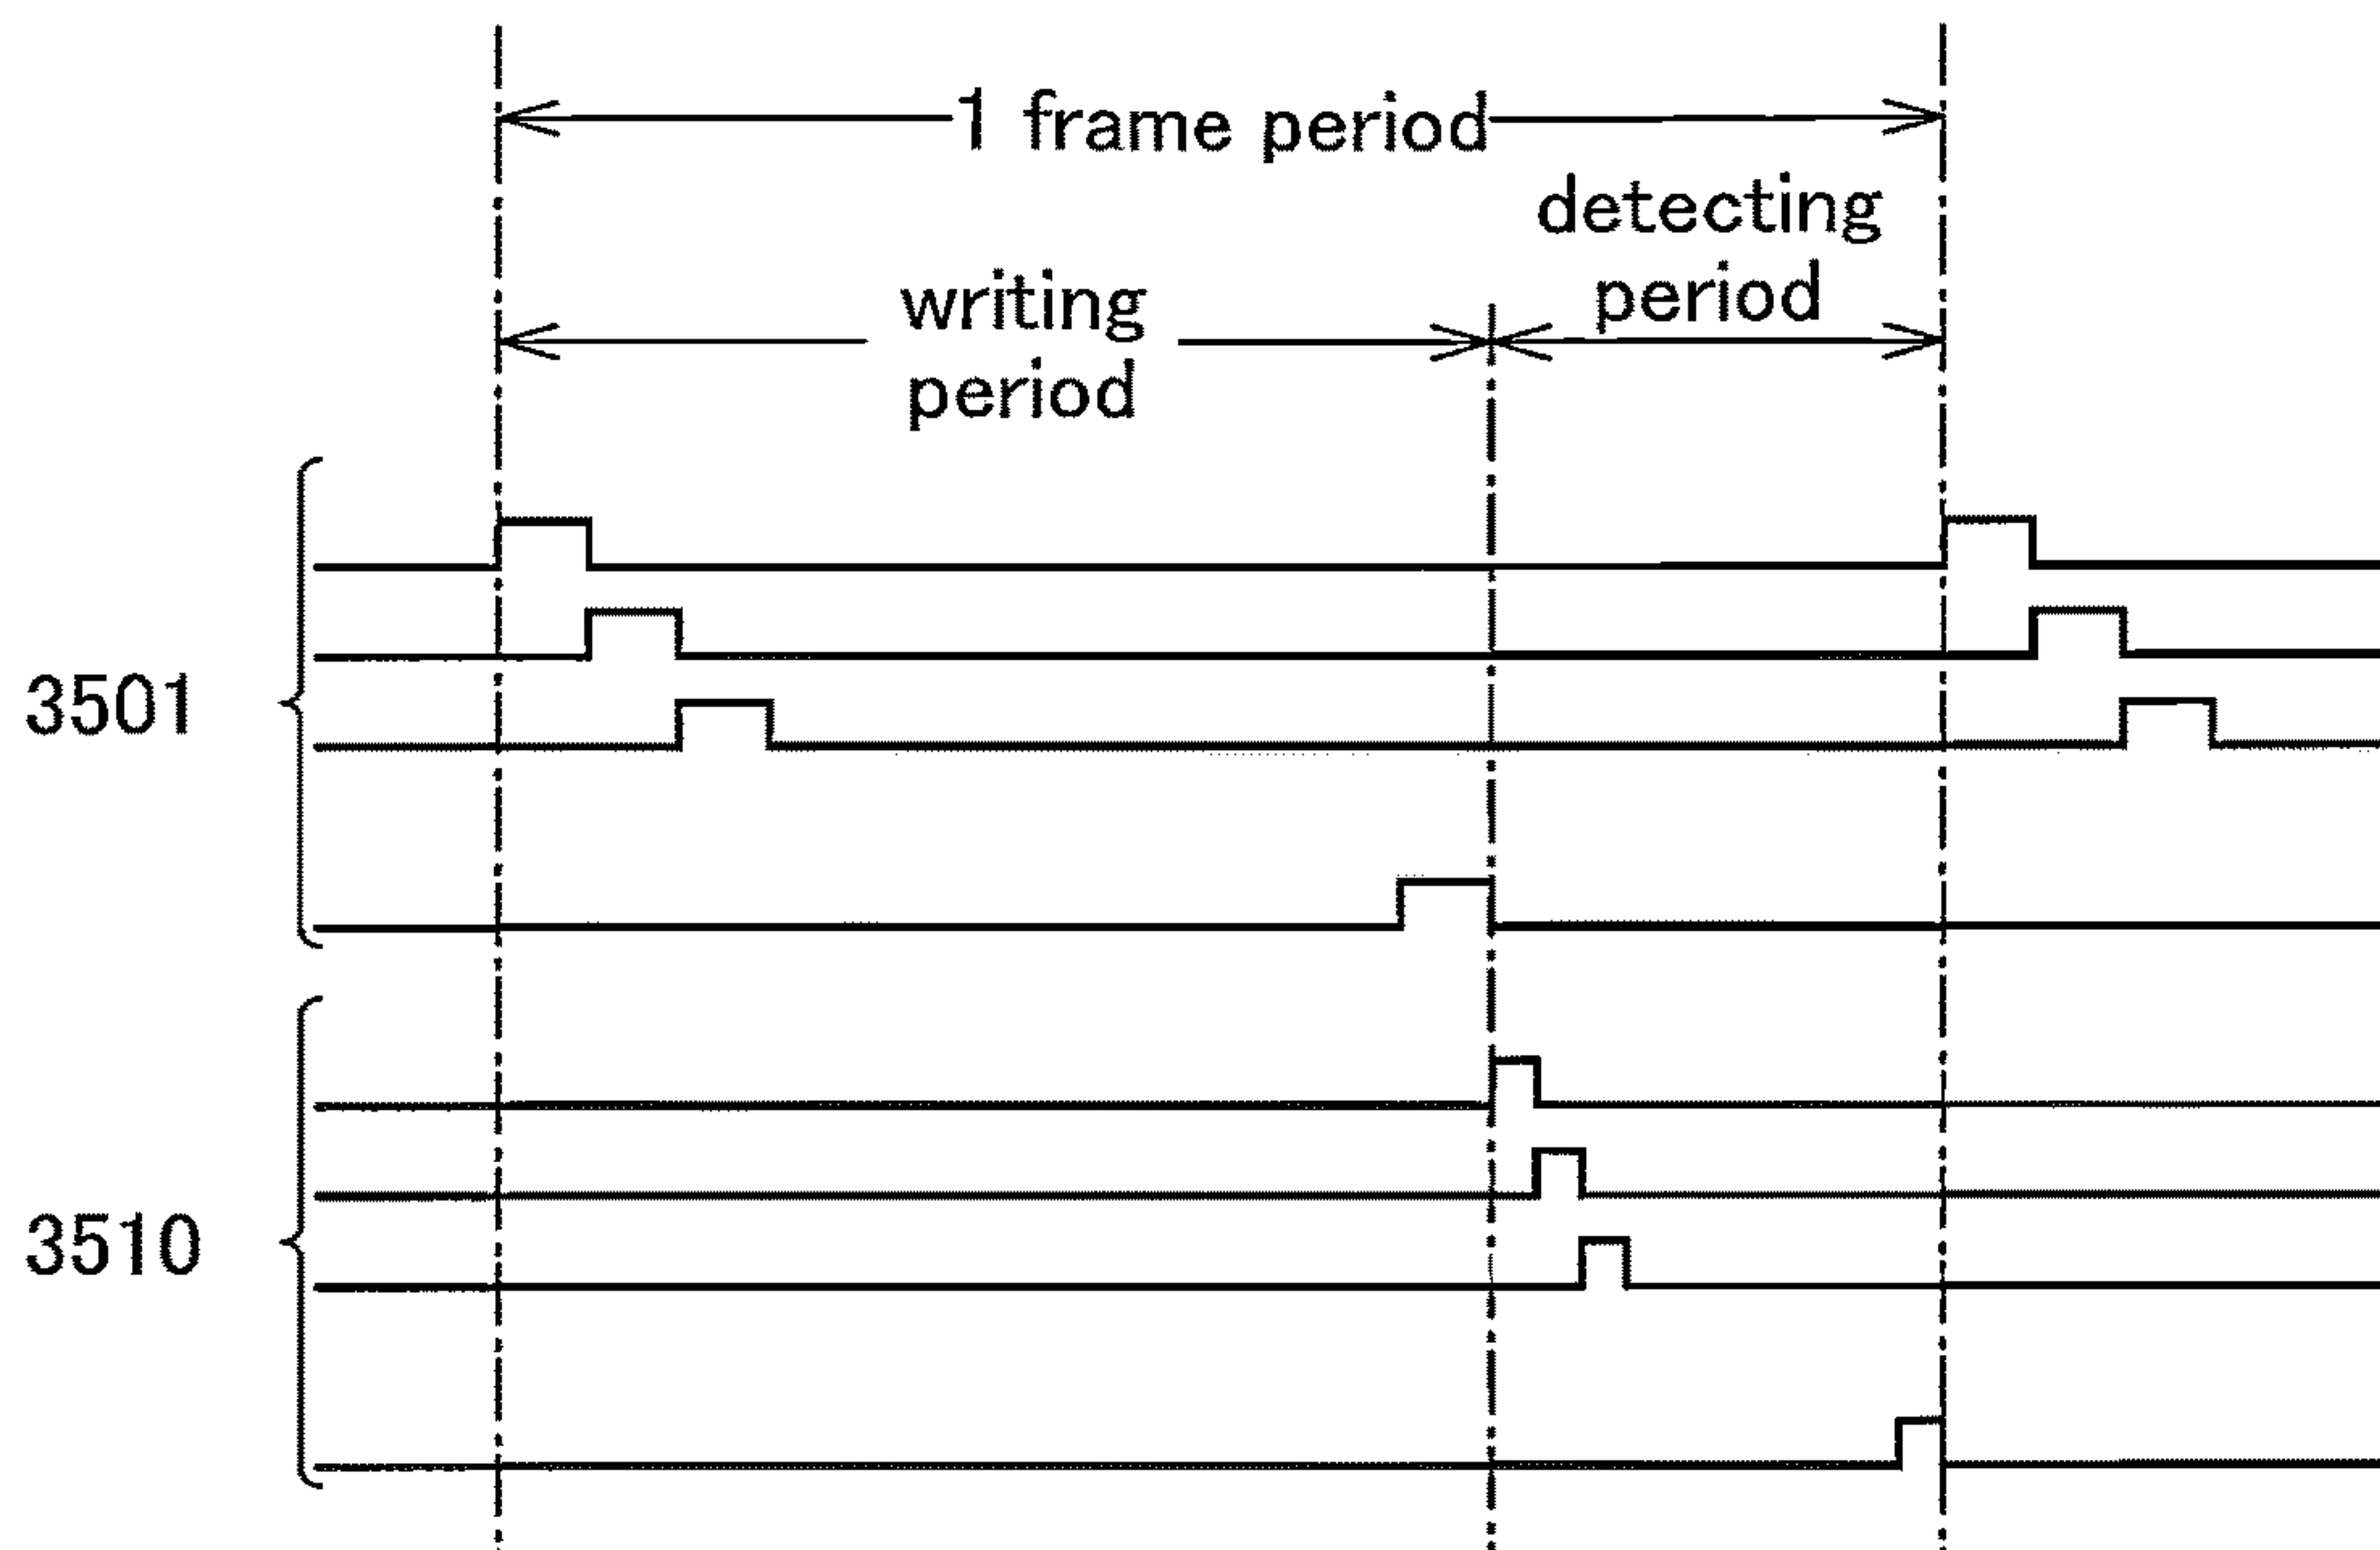 1 frame period
detecting
period
writing
period
3501
3510